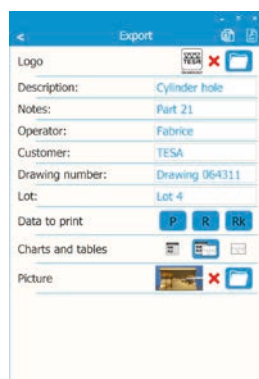 < Export
Logo TESA
Description: Cylinder hole
Notes: Part 21
Operator: Fabrice
Customer: TESA
Drawing number: Drawing 064311
Lot: Lot 4
Data to print P R Rk
Charts and tables
Picture